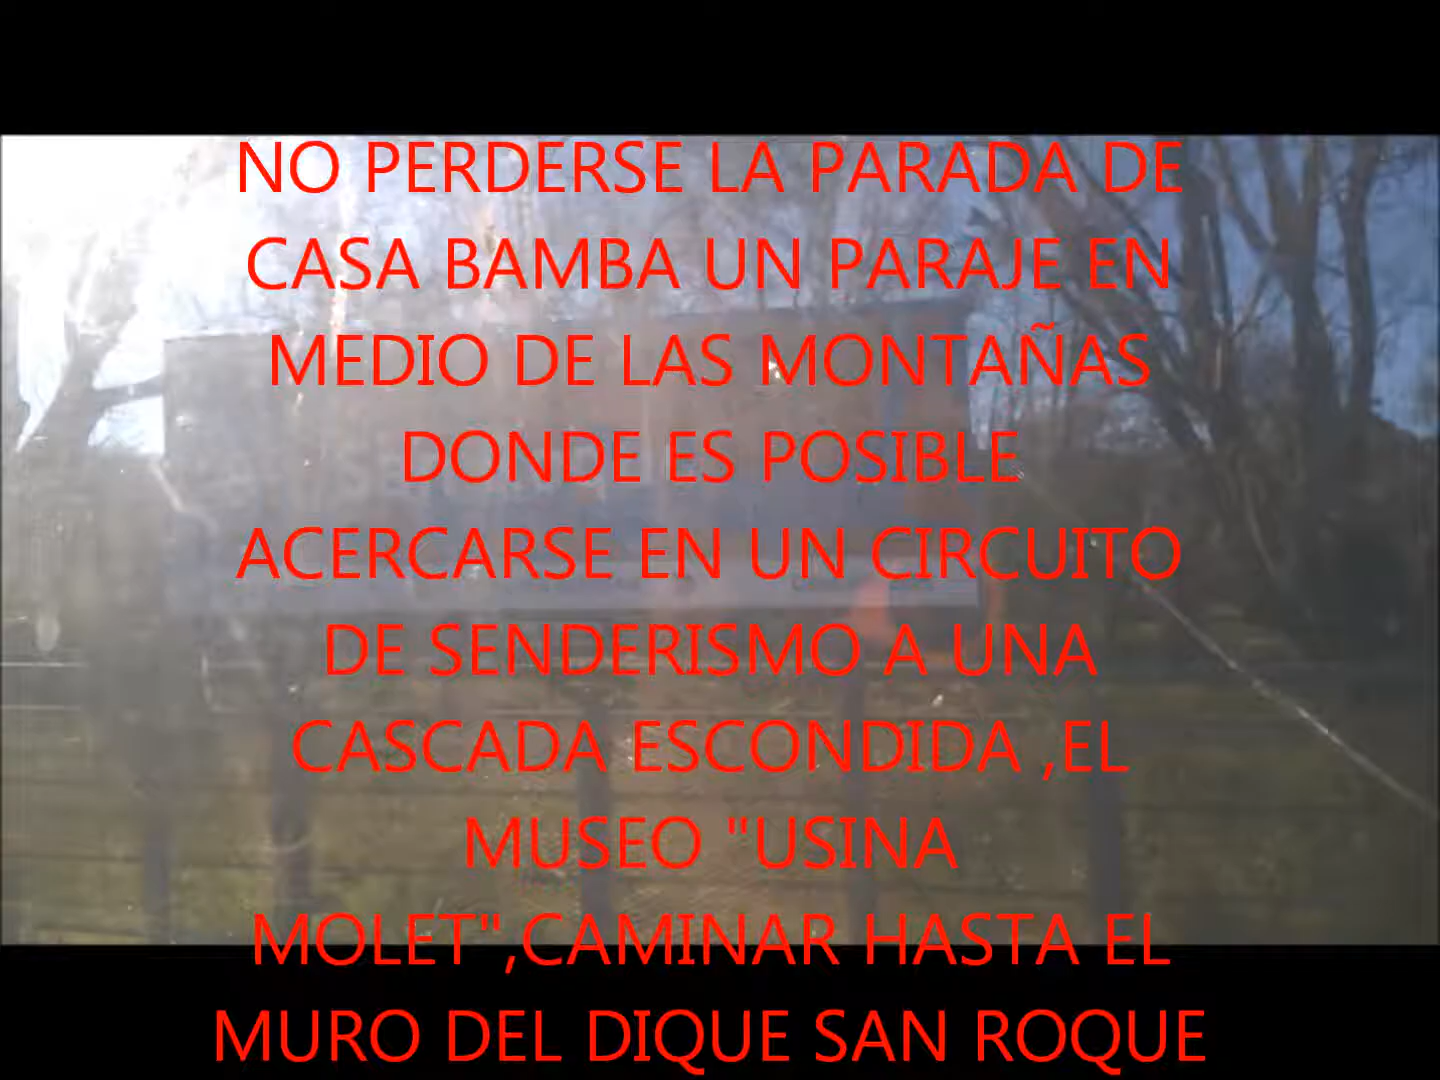 NO PERDERSE LA PARADA DE
CASA BAMBA UN PARAJE EN
MEDIO DE LAS MONTAÑAS
DONDE ES POSIBLE
ACERCARSE EN UN CIRCUITO
DE SENDERISMO A UNA
CASCADA ESCONDIDA ,EL
MUSEO "USINA
MOLET",CAMINAR HASTA EL
MURO DEL DIQUE SAN ROQUE